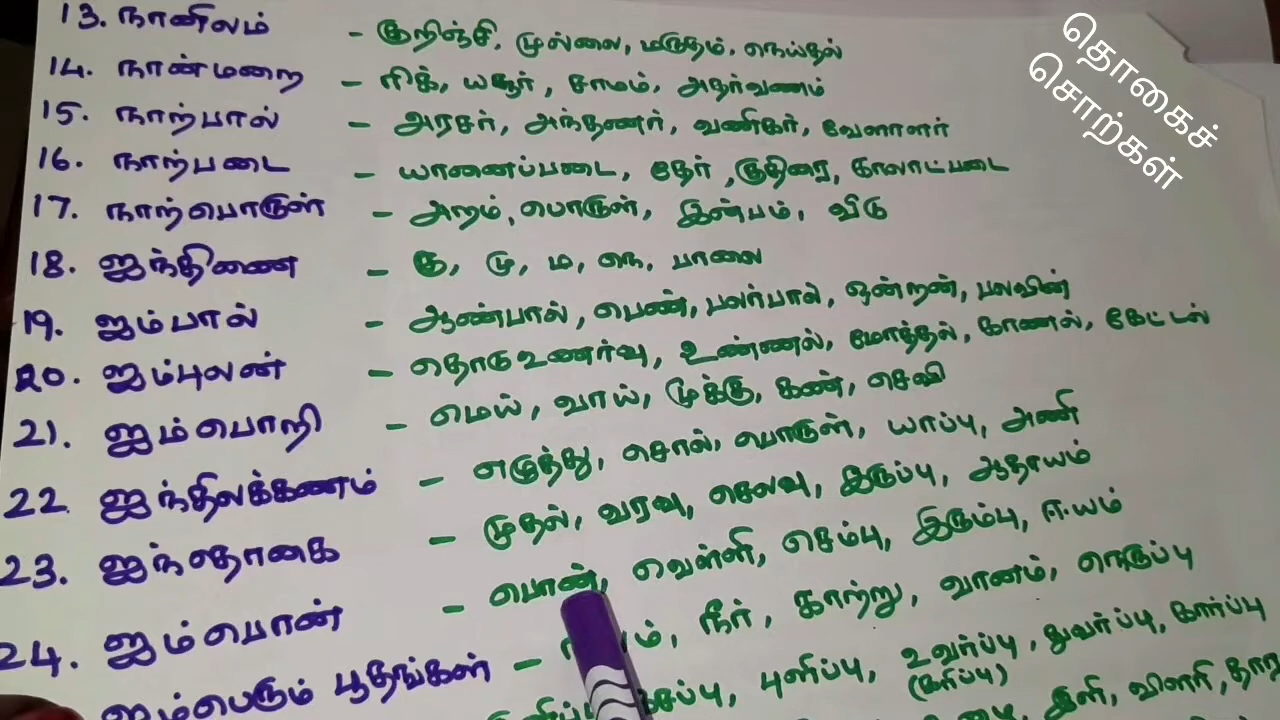 தொகைச்
சொற்கள்
13. நானிலம் - குறிஞ்சி, முல்லை, மருதம், நெய்தல்
14. நான்மறை - ரிக், யசூர், சாமம், அதர்வணம்
15. நாற்பால் - அரசர், அந்தணர், வணிகர், வேளாளர்
16. நாற்படை - யானைப்படை, தேர், குதிரை, காலாட்படை
17. நாற்பொருள் - அறம், பொருள், இன்பம், வீடு
18. ஐந்திணை - கு, மு, ம, நெ, பாலை
19. ஐம்பால் - ஆண்பால், பெண், பலர்பால், ஒன்றன், பலவின்
20. ஐம்புலன் - தொடுஉணர்வு, உண்ணல், மோத்தல், காணல், கேட்டல்
21. ஐம்பொறி - மெய், வாய், மூக்கு, கண், செவி
22. ஐந்திலக்கணம் - எழுத்து, சொல், பொருள், யாப்பு, அணி
23. ஐந்தொகை - முதல், வரவு, செலவு, இருப்பு, ஆதாயம்
24. ஐம்பொன் - பொன், வெள்ளி, செம்பு, இரும்பு, ஈயம்
ஐம்பெரும் பூதங்கள் - நீர், காற்று, வானம், நெருப்பு
புளிப்பு, உவர்ப்பு, துவர்ப்பு, கார்ப்பு
(கரிப்பு)
இளி, விளரி,